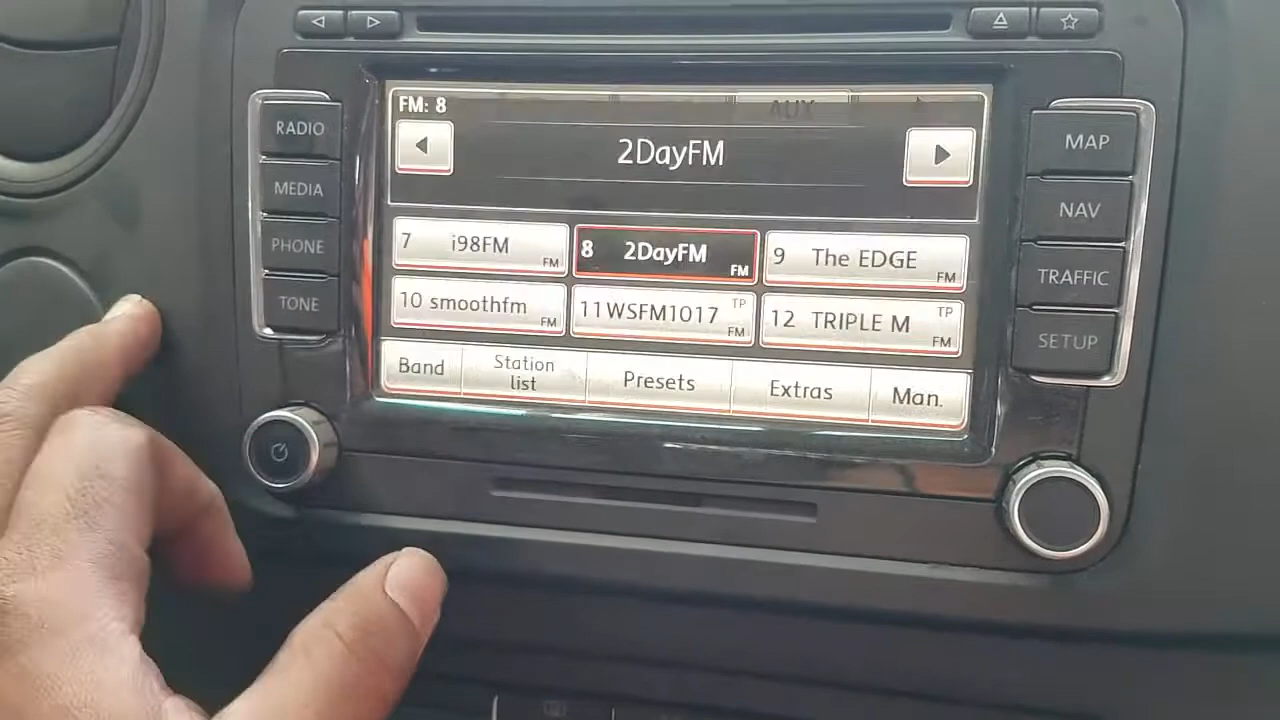 FM: 8
AUX
2DayFM
7 i98FM FM
8 2DayFM FM
9 The EDGE FM
10 smoothfm FM
11WSFM1017 TP FM
12 TRIPLE M TP FM
Band
Station
list
Presets
Extras
Man.
RADIO
MEDIA
PHONE
TONE
MAP
NAV
TRAFFIC
SETUP